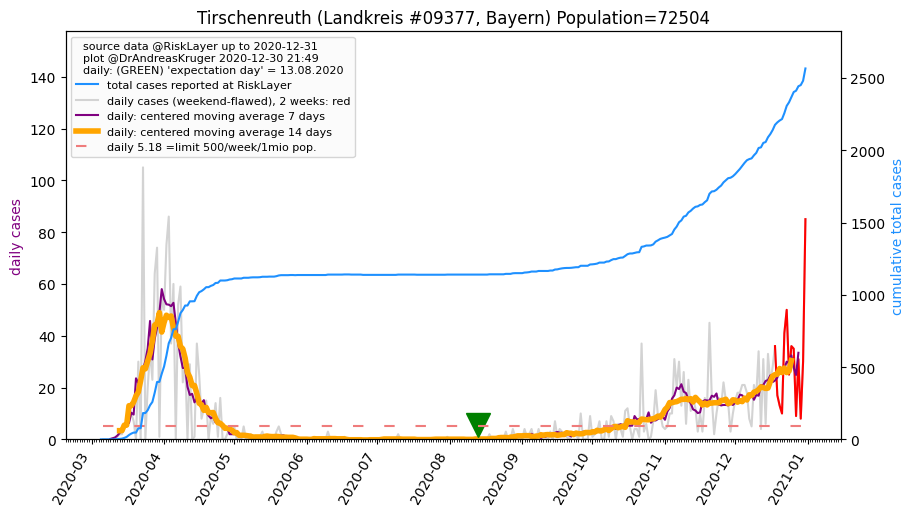 Tirschenreuth (Landkreis #09377, Bayern) Population=72504
source data @RiskLayer up to 2020-12-31
plot @DrAndreasKruger 2020-12-30 21:49
daily: (GREEN) 'expectation day' = 13.08.2020
total cases reported at RiskLayer
daily cases (weekend-flawed), 2 weeks: red
daily: centered moving average 7 days
daily: centered moving average 14 days
daily 5.18 =limit 500/week/1mio pop.
daily cases
140
120
100
80
60
40
20
0
cumulative total cases
2500
2000
1500
1000
500
0
2020-03
2020-04
2020-05
2020-06
2020-07
2020-08
2020-09
2020-10
2020-11
2020-12
2021-01